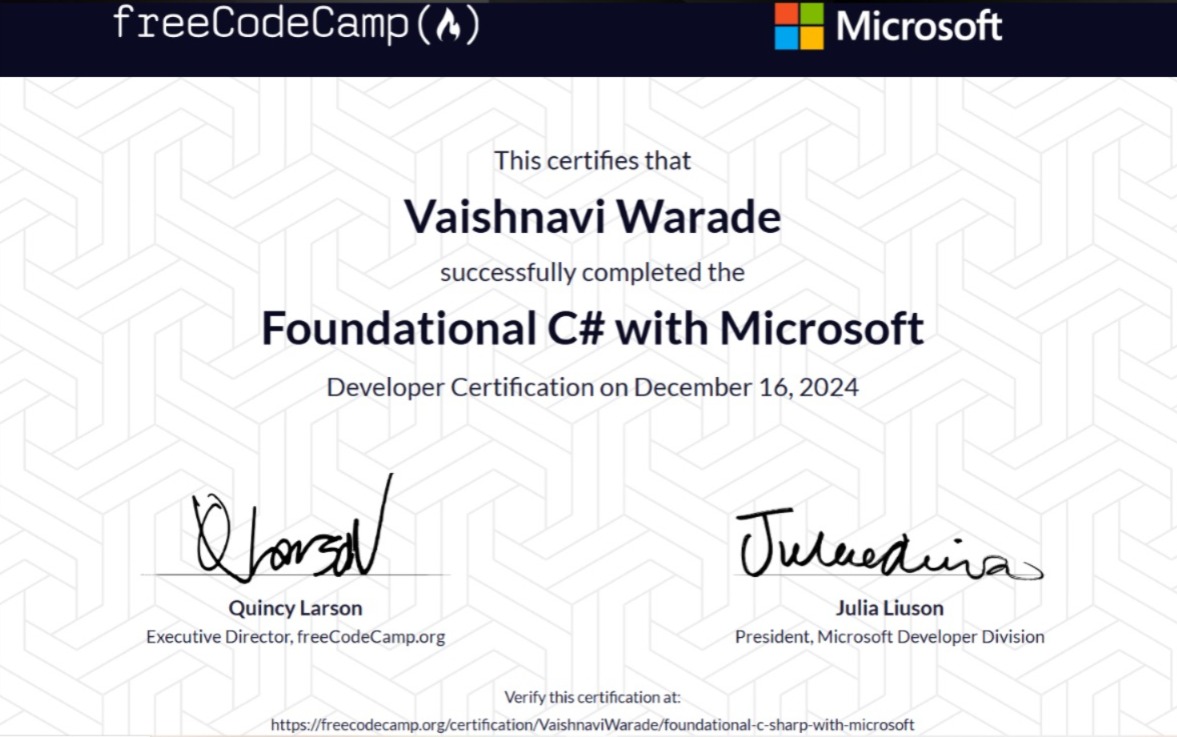 freeCodeCamp(🔥)
Microsoft
This certifies that
Vaishnavi Warade
successfully completed the
Foundational C# with Microsoft
Developer Certification on December 16, 2024
QLarson
Quincy Larson
Executive Director, freeCodeCamp.org
Julia Liuson
President, Microsoft Developer Division
Verify this certification at:
https://freecodecamp.org/certification/VaishnaviWarade/foundational-c-sharp-with-microsoft